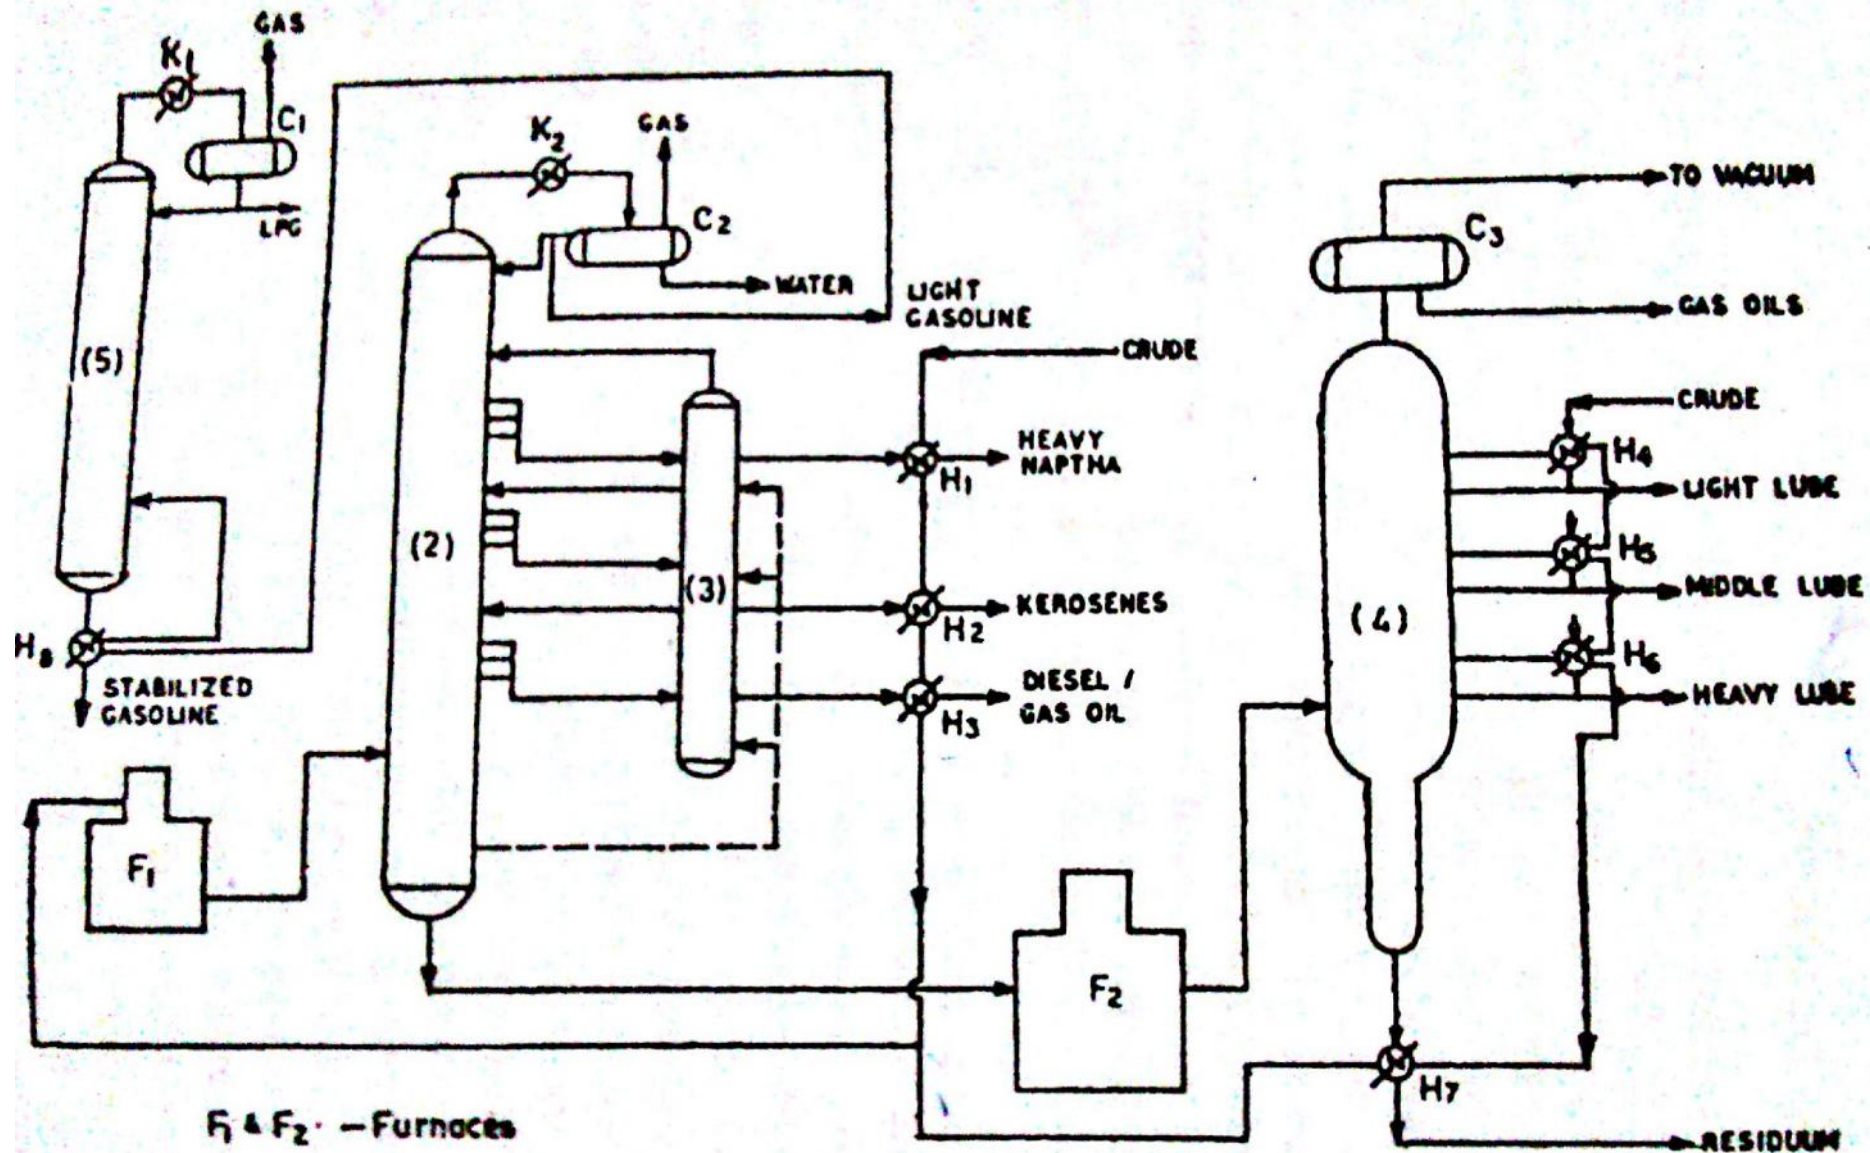 GAS
K1
C1
LPG
(5)
H8
STABILIZED
GASOLINE
K2
GAS
C2
WATER
LIGHT
GASOLINE
(2)
(3)
CRUDE
HEAVY
NAPTHA
H1
KEROSENES
H2
DIESEL /
GAS OIL
H3
F1
F2
TO VACUUM
C3
GAS OILS
CRUDE
H4
LIGHT LUBE
H5
MIDDLE LUBE
(4)
H6
HEAVY LUBE
H7
RESIDUUM
F1 & F2. — Furnaces